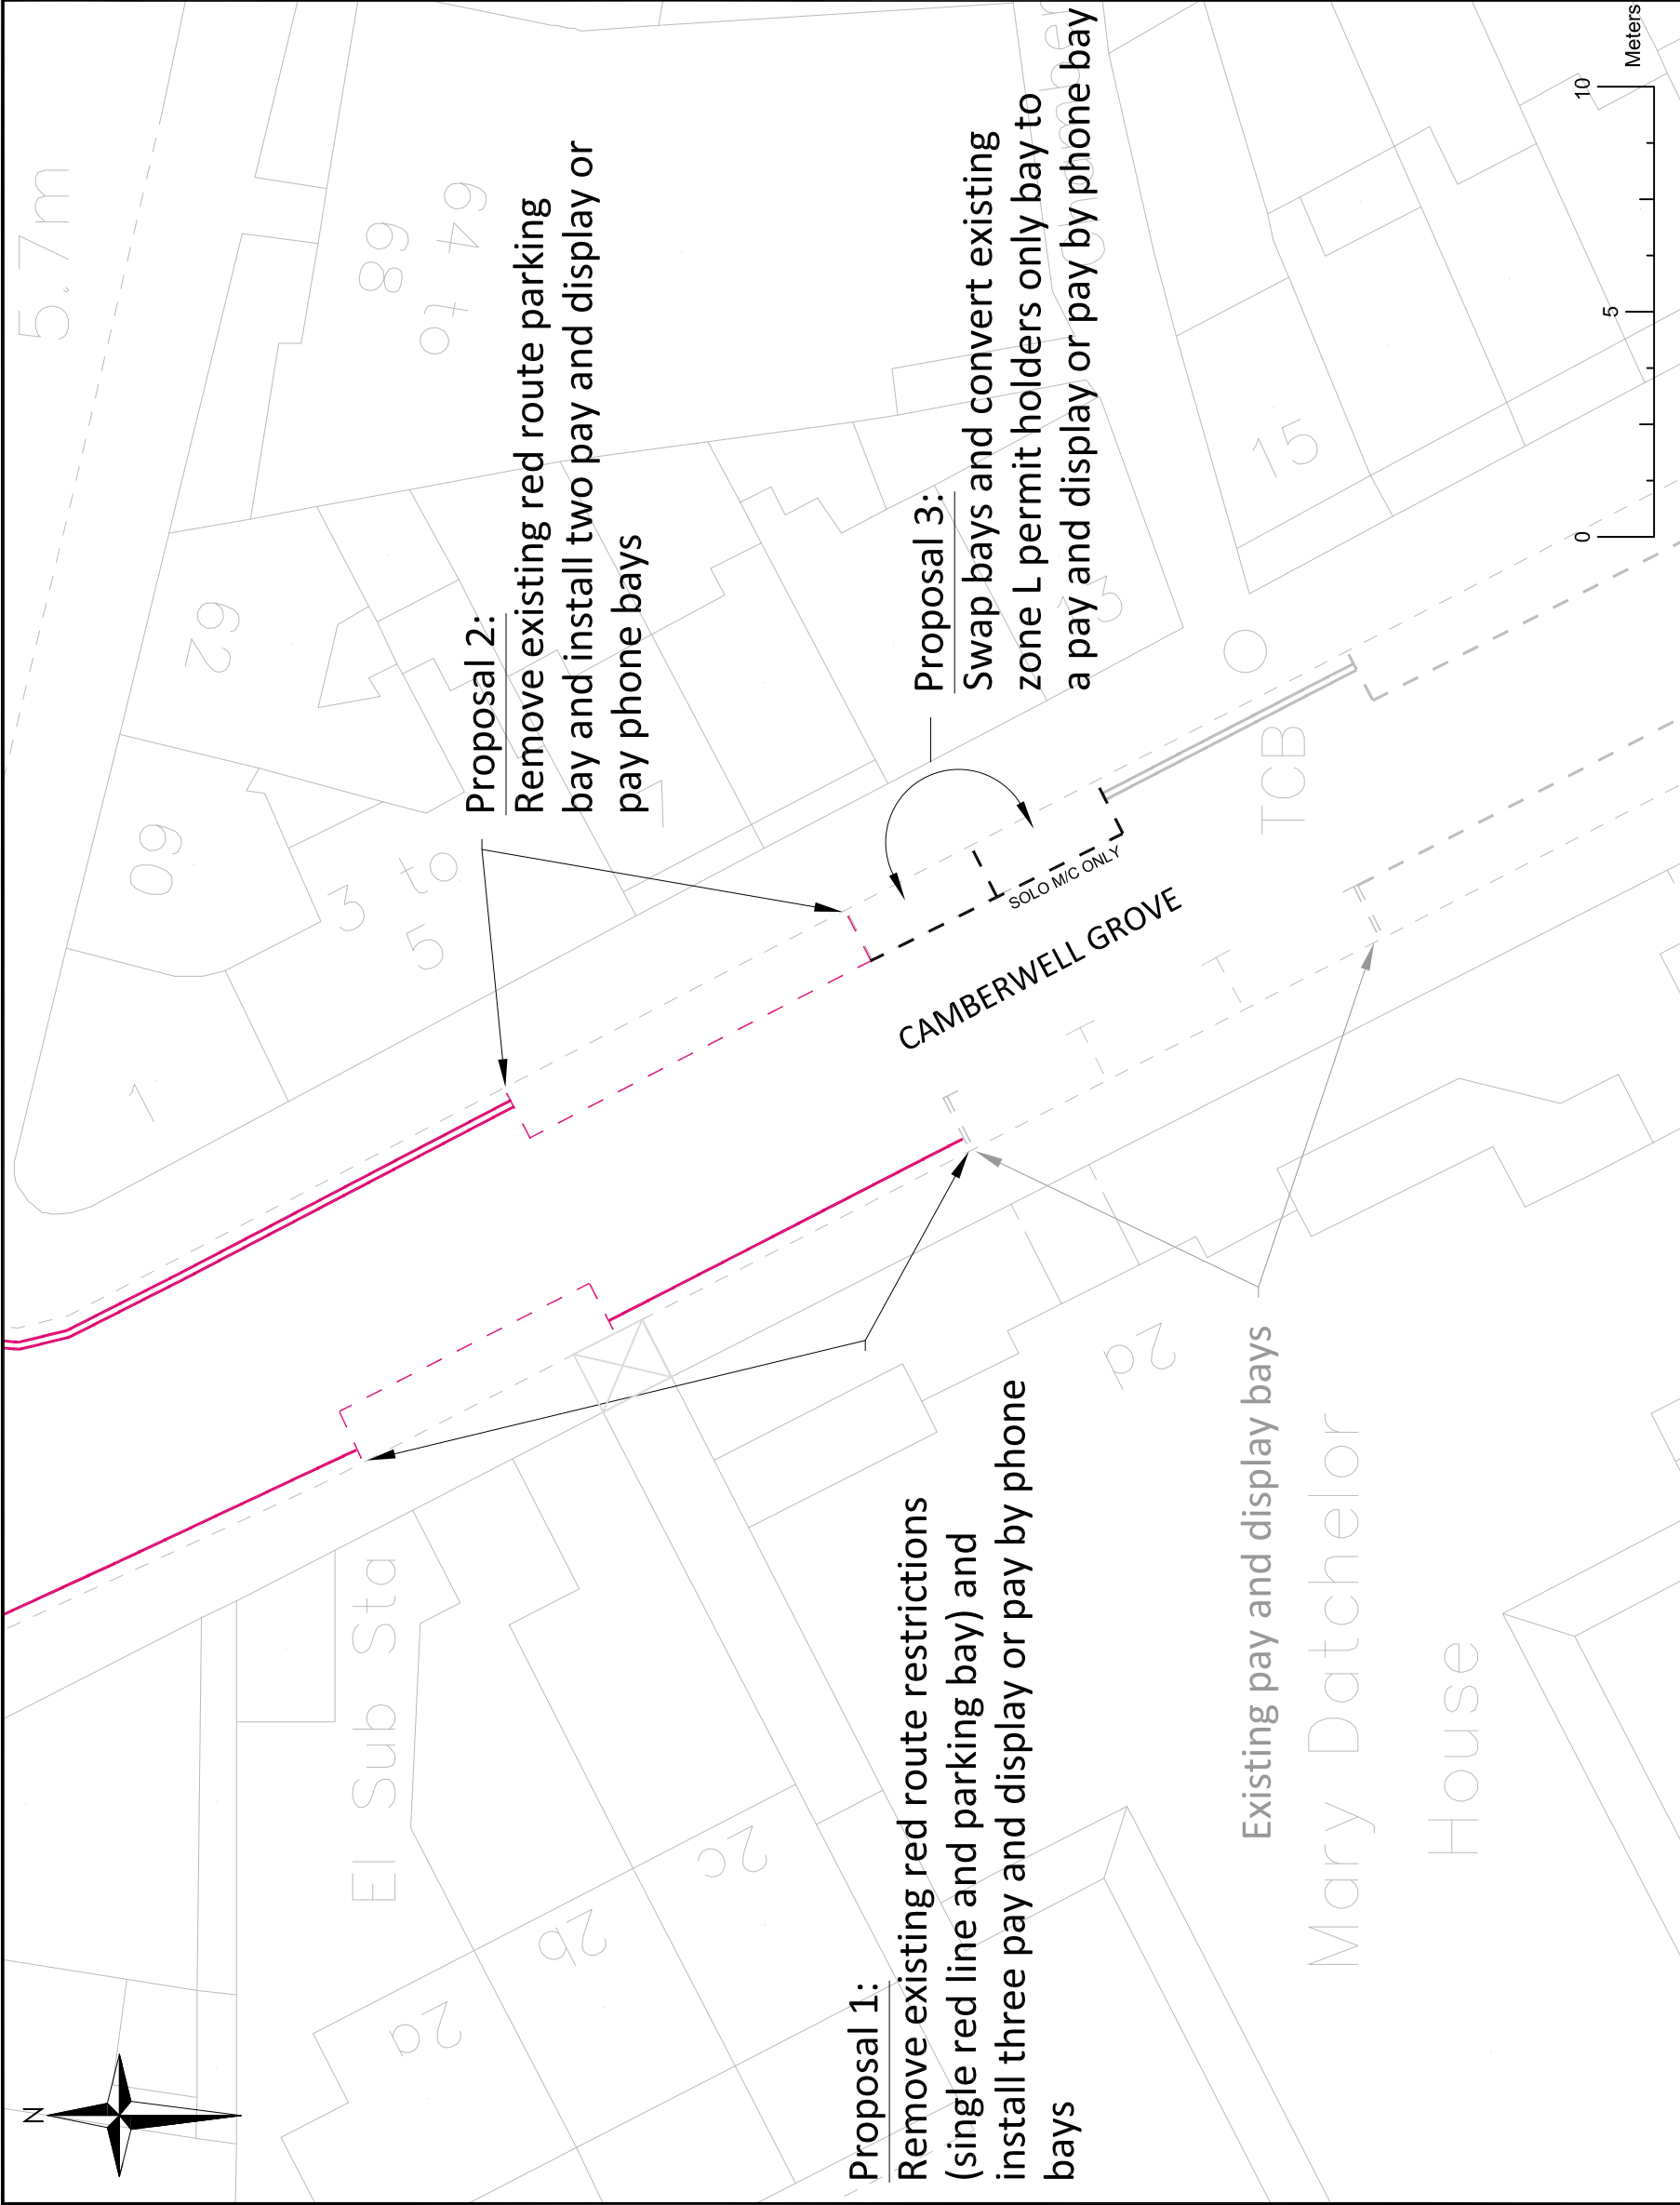 N
5.7m
El Sub Sta
1
60
62
68
64 to
3 to
5
7
13
15
2a
2b
2c
2d
TCB
Mary Datchelor
House
CAMBERWELL GROVE
SOLO M/C ONLY
Proposal 1:
Remove existing red route restrictions
(single red line and parking bay) and
install three pay and display or pay by phone
bays
Proposal 2:
Remove existing red route parking
bay and install two pay and display or
pay phone bays
Proposal 3:
Swap bays and convert existing
zone L permit holders only bay to
a pay and display or pay by phone bay
Existing pay and display bays
0
5
10
Meters